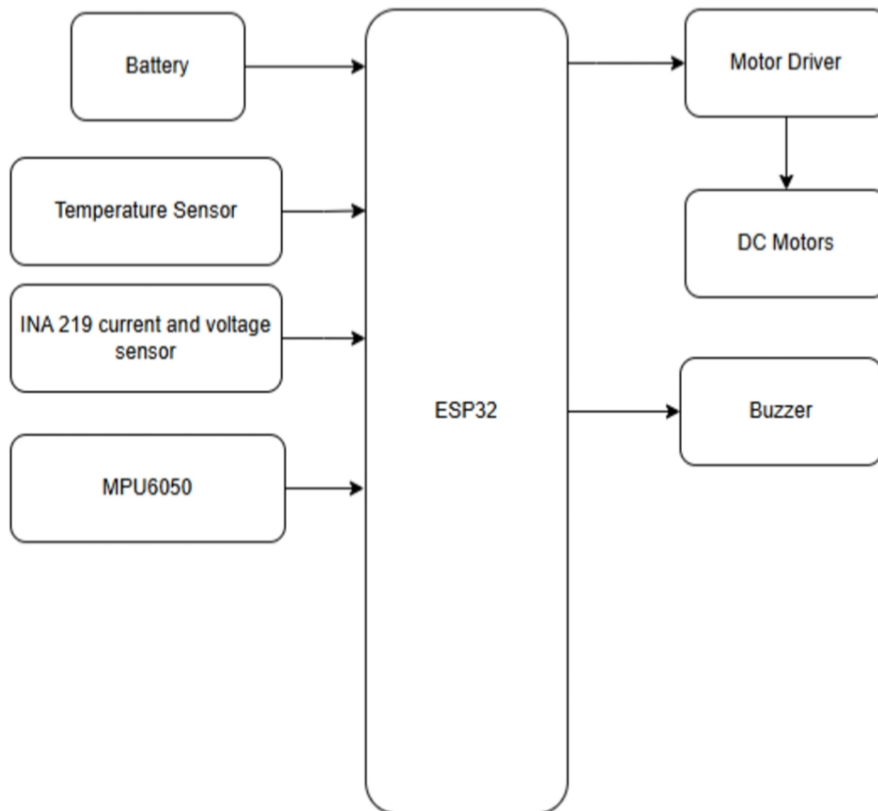 Battery
Temperature Sensor
INA 219 current and voltage
sensor
MPU6050
ESP32
Motor Driver
DC Motors
Buzzer